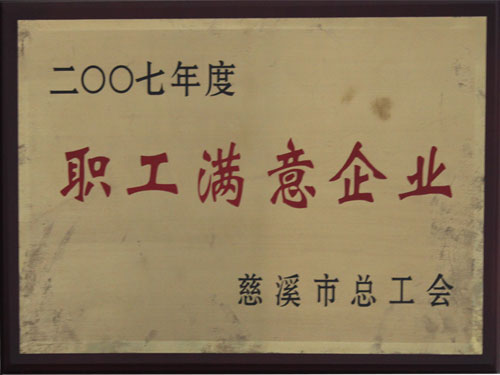 二〇〇七年度
职工满意企业
慈溪市总工会